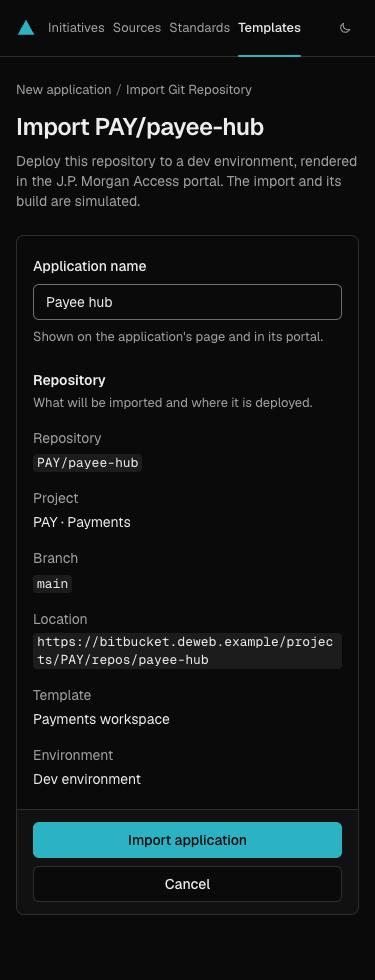 Initiatives Sources Standards Templates
New application / Import Git Repository
Import PAY/payee-hub
Deploy this repository to a dev environment, rendered
in the J.P. Morgan Access portal. The import and its
build are simulated.
Application name
Payee hub
Shown on the application's page and in its portal.
Repository
What will be imported and where it is deployed.
Repository
PAY/payee-hub
Project
PAY · Payments
Branch
main
Location
https://bitbucket.deweb.example/projec
ts/PAY/repos/payee-hub
Template
Payments workspace
Environment
Dev environment
Import application
Cancel